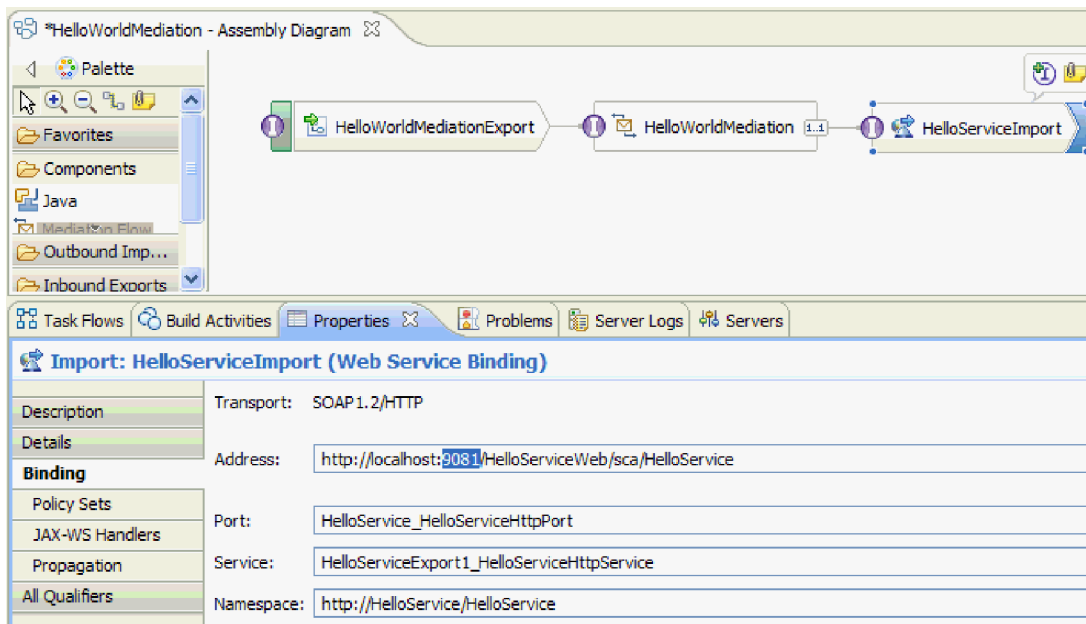 *HelloWorldMediation - Assembly Diagram
Palette
Favorites
Components
Java
Mediation Flow
Outbound Imp...
Inbound Exports
HelloWorldMediationExport
HelloWorldMediation 1..1
HelloServiceImport
Task Flows Build Activities Properties Problems Server Logs Servers
Import: HelloServiceImport (Web Service Binding)
Description
Details
Binding
Policy Sets
JAX-WS Handlers
Propagation
All Qualifiers
Transport: SOAP1.2/HTTP
Address: http://localhost:9081/HelloServiceWeb/sca/HelloService
Port: HelloService_HelloServiceHttpPort
Service: HelloServiceExport1_HelloServiceHttpService
Namespace: http://HelloService/HelloService